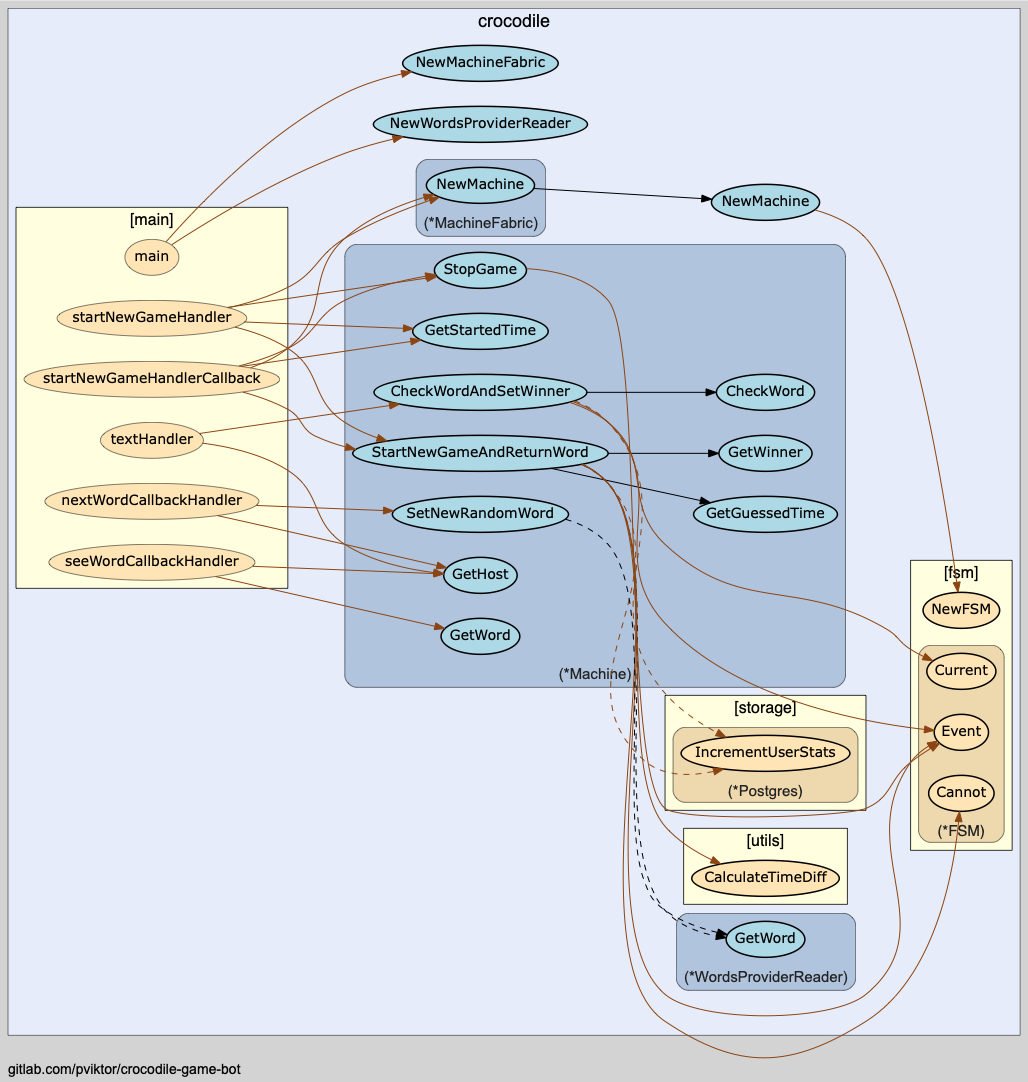 crocodile
NewMachineFabric
NewWordsProviderReader
NewMachine
(*MachineFabric)
NewMachine
[main]
main
startNewGameHandler
startNewGameHandlerCallback
textHandler
nextWordCallbackHandler
seeWordCallbackHandler
StopGame
GetStartedTime
CheckWordAndSetWinner
StartNewGameAndReturnWord
SetNewRandomWord
GetHost
GetWord
CheckWord
GetWinner
GetGuessedTime
(*Machine)
[fsm]
NewFSM
Current
Event
Cannot
(*FSM)
[storage]
IncrementUserStats
(*Postgres)
[utils]
CalculateTimeDiff
GetWord
(*WordsProviderReader)
gitlab.com/pviktor/crocodile-game-bot